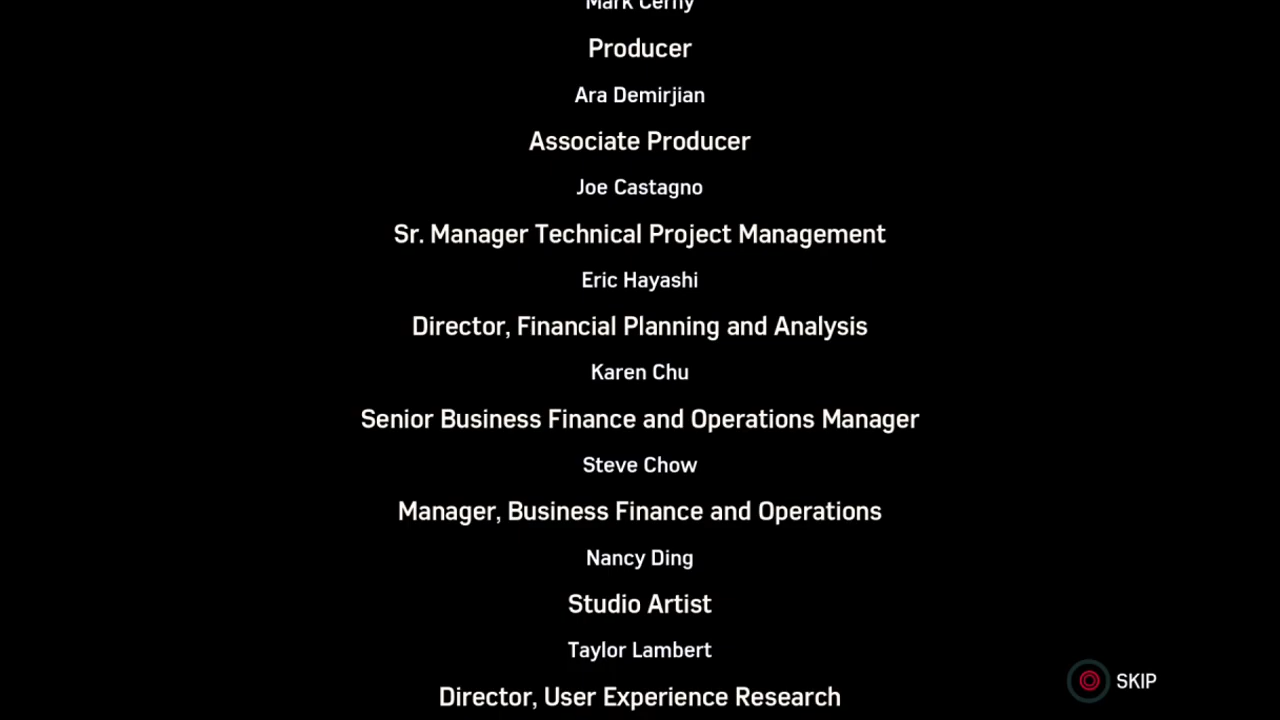 Mark Cerny
Producer
Ara Demirjian
Associate Producer
Joe Castagno
Sr. Manager Technical Project Management
Eric Hayashi
Director, Financial Planning and Analysis
Karen Chu
Senior Business Finance and Operations Manager
Steve Chow
Manager, Business Finance and Operations
Nancy Ding
Studio Artist
Taylor Lambert
SKIP
Director, User Experience Research